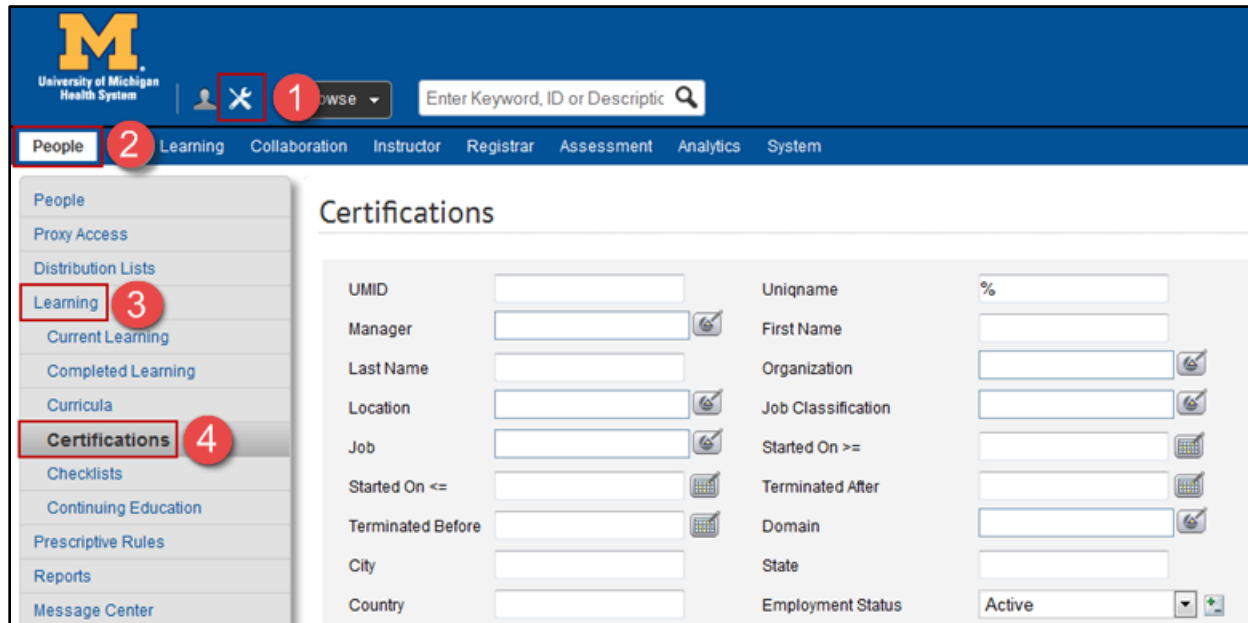 M
University of Michigan
Health System
1
owse
Enter Keyword, ID or Descriptic
People
2
Learning
Collaboration
Instructor
Registrar
Assessment
Analytics
System
People
Proxy Access
Distribution Lists
Learning
3
Current Learning
Completed Learning
Curricula
Certifications
4
Checklists
Continuing Education
Prescriptive Rules
Reports
Message Center
Certifications
UMID
Uniqname %
Manager
First Name
Last Name
Organization
Location
Job Classification
Job
Started On >=
Started On <=
Terminated After
Terminated Before
Domain
City
State
Country
Employment Status Active